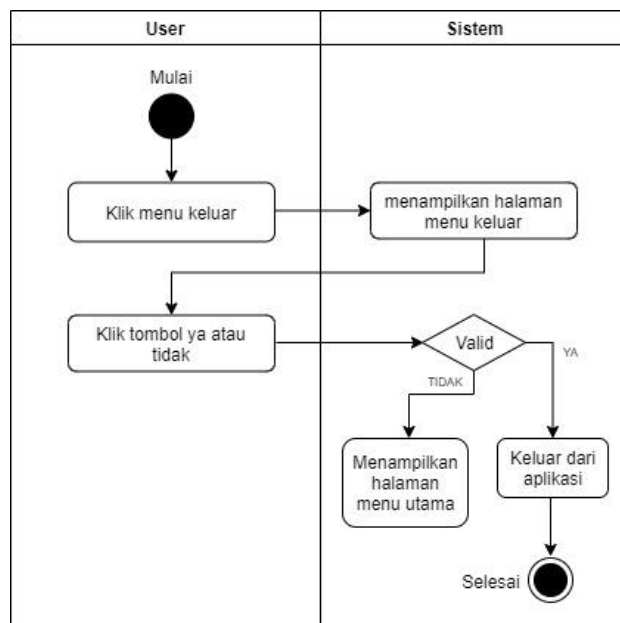 User
Sistem
Mulai
Klik menu keluar
menampilkan halaman
menu keluar
Klik tombol ya atau
tidak
Valid
YA
TIDAK
Menampilkan
halaman
menu utama
Keluar dari
aplikasi
Selesai